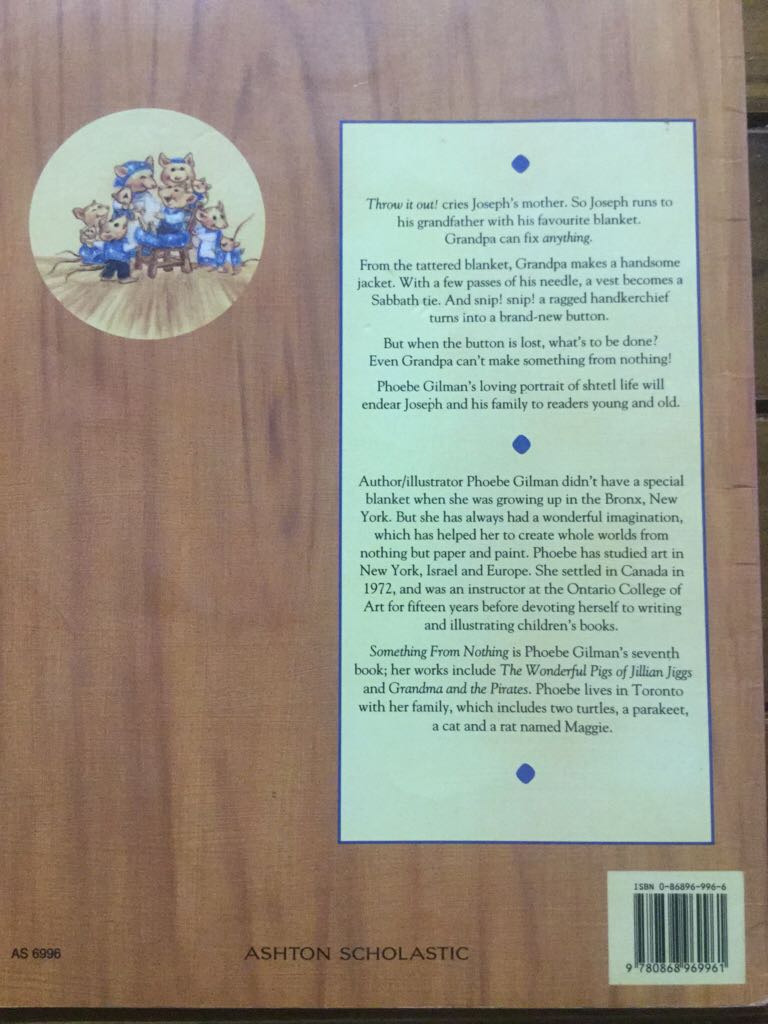 Throw it out! cries Joseph's mother. So Joseph runs to
his grandfather with his favourite blanket.
Grandpa can fix anything.
From the tattered blanket, Grandpa makes a handsome
jacket. With a few passes of his needle, a vest becomes a
Sabbath tie. And snip! snip! a ragged handkerchief
turns into a brand-new button.
But when the button is lost, what's to be done?
Even Grandpa can't make something from nothing!
Phoebe Gilman's loving portrait of shtetl life will
endear Joseph and his family to readers young and old.
Author/illustrator Phoebe Gilman didn't have a special
blanket when she was growing up in the Bronx, New
York. But she has always had a wonderful imagination,
which has helped her to create whole worlds from
nothing but paper and paint. Phoebe has studied art in
New York, Israel and Europe. She settled in Canada in
1972, and was an instructor at the Ontario College of
Art for fifteen years before devoting herself to writing
and illustrating children's books.
Something From Nothing is Phoebe Gilman's seventh
book; her works include The Wonderful Pigs of Jillian Jiggs
and Grandma and the Pirates. Phoebe lives in Toronto
with her family, which includes two turtles, a parakeet,
a cat and a rat named Maggie.
ISBN 0-86896-996-6
9 780868 969961
AS 6996
ASHTON SCHOLASTIC